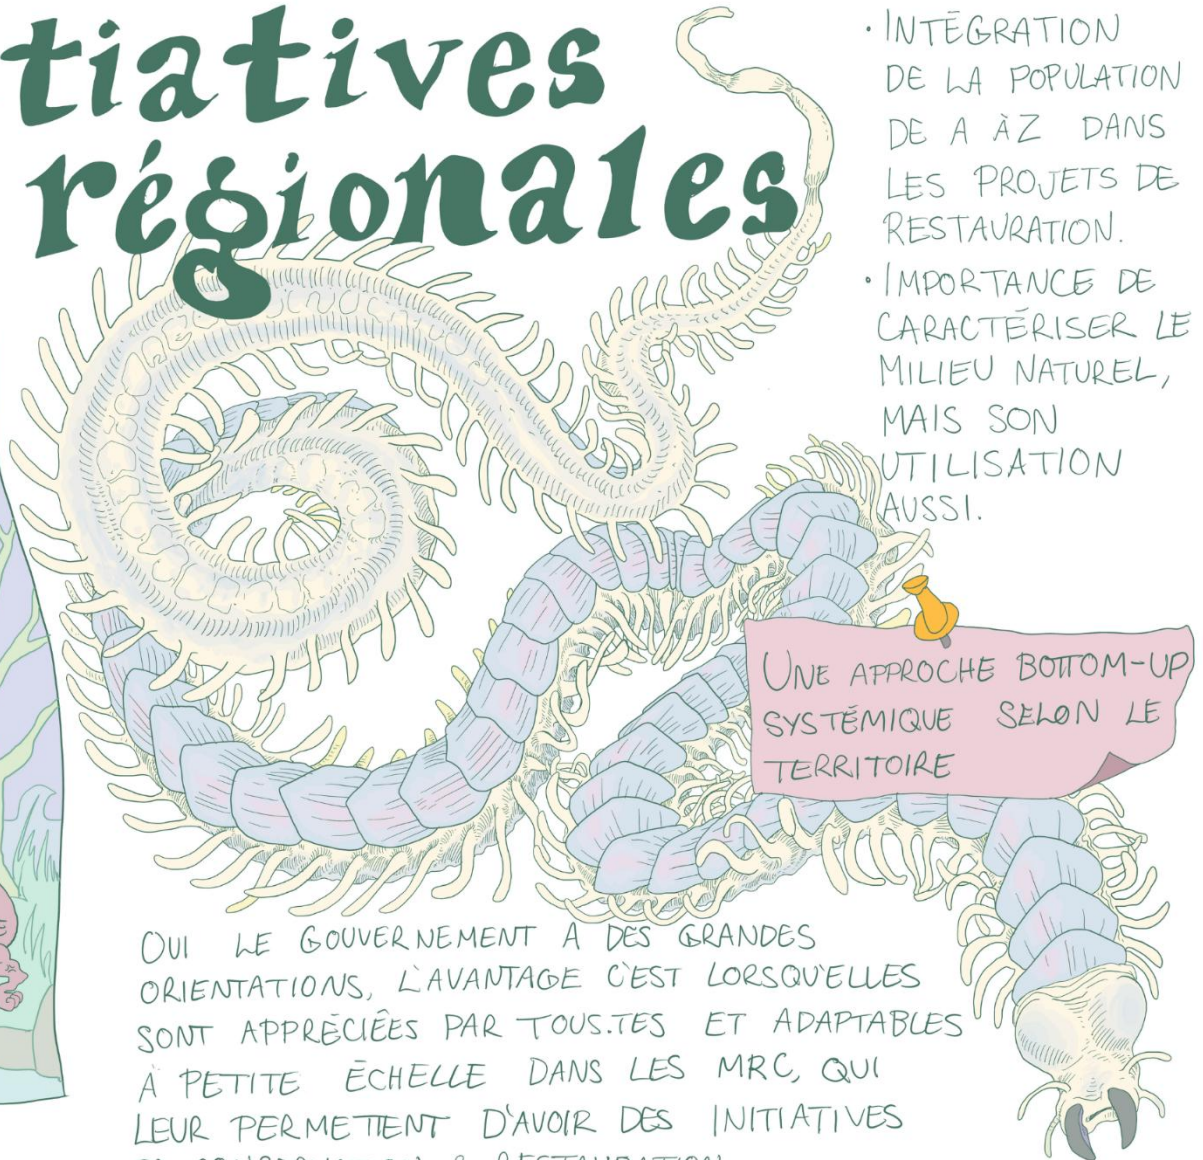 tiatives
régionales
• INTÉGRATION
DE LA POPULATION
DE A À Z DANS
LES PROJETS DE
RESTAURATION.
• IMPORTANCE DE
CARACTÉRISER LE
MILIEU NATUREL,
MAIS SON
UTILISATION
AUSSI.
UNE APPROCHE BOTTOM-UP
SYSTÉMIQUE SELON LE
TERRITOIRE
OUI LE GOUVERNEMENT A DES GRANDES
ORIENTATIONS, L'AVANTAGE C'EST LORSQU'ELLES
SONT APPRÉCIÉES PAR TOUS.TES ET ADAPTABLES
À PETITE ÉCHELLE DANS LES MRC, QUI
LEUR PERMETTENT D'AVOIR DES INITIATIVES
RESTAURATION